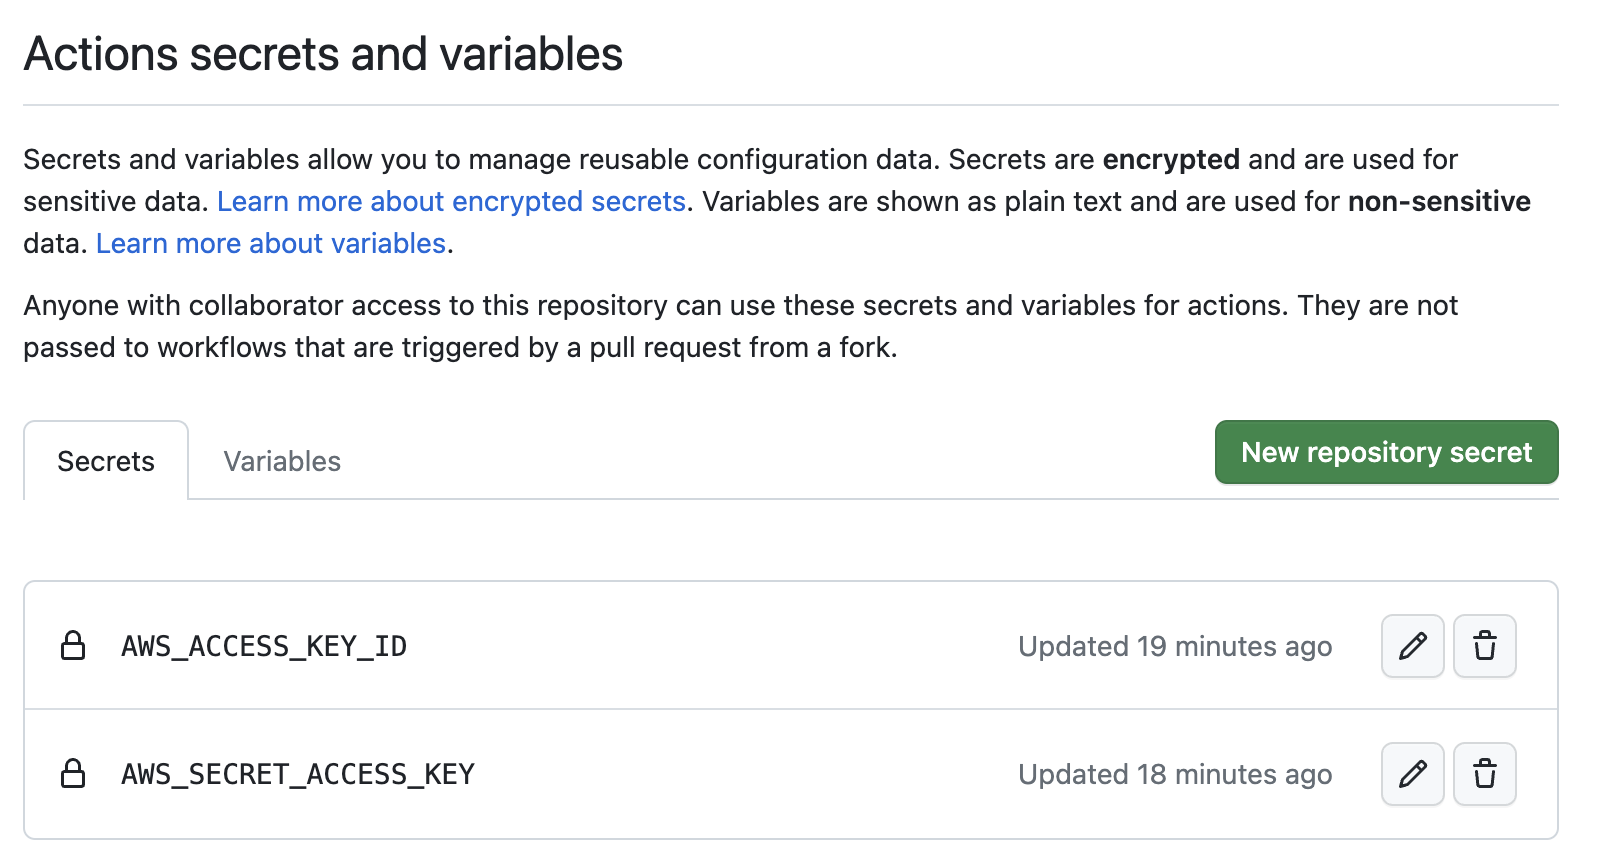 Actions secrets and variables
Secrets and variables allow you to manage reusable configuration data. Secrets are encrypted and are used for
sensitive data. Learn more about encrypted secrets. Variables are shown as plain text and are used for non-sensitive
data. Learn more about variables.
Anyone with collaborator access to this repository can use these secrets and variables for actions. They are not
passed to workflows that are triggered by a pull request from a fork.
Secrets Variables New repository secret
AWS_ACCESS_KEY_ID Updated 19 minutes ago
AWS_SECRET_ACCESS_KEY Updated 18 minutes ago